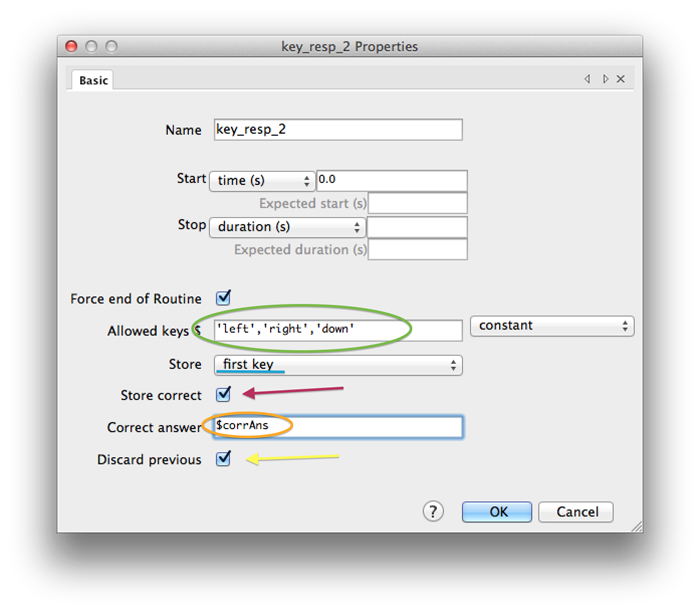 key_resp_2 Properties
Basic
Name key_resp_2
Start time (s) 0.0
Expected start (s)
Stop duration (s)
Expected duration (s)
Force end of Routine
Allowed keys $ 'left','right','down' constant
Store first key
Store correct
Correct answer $corrAns
Discard previous
? OK Cancel